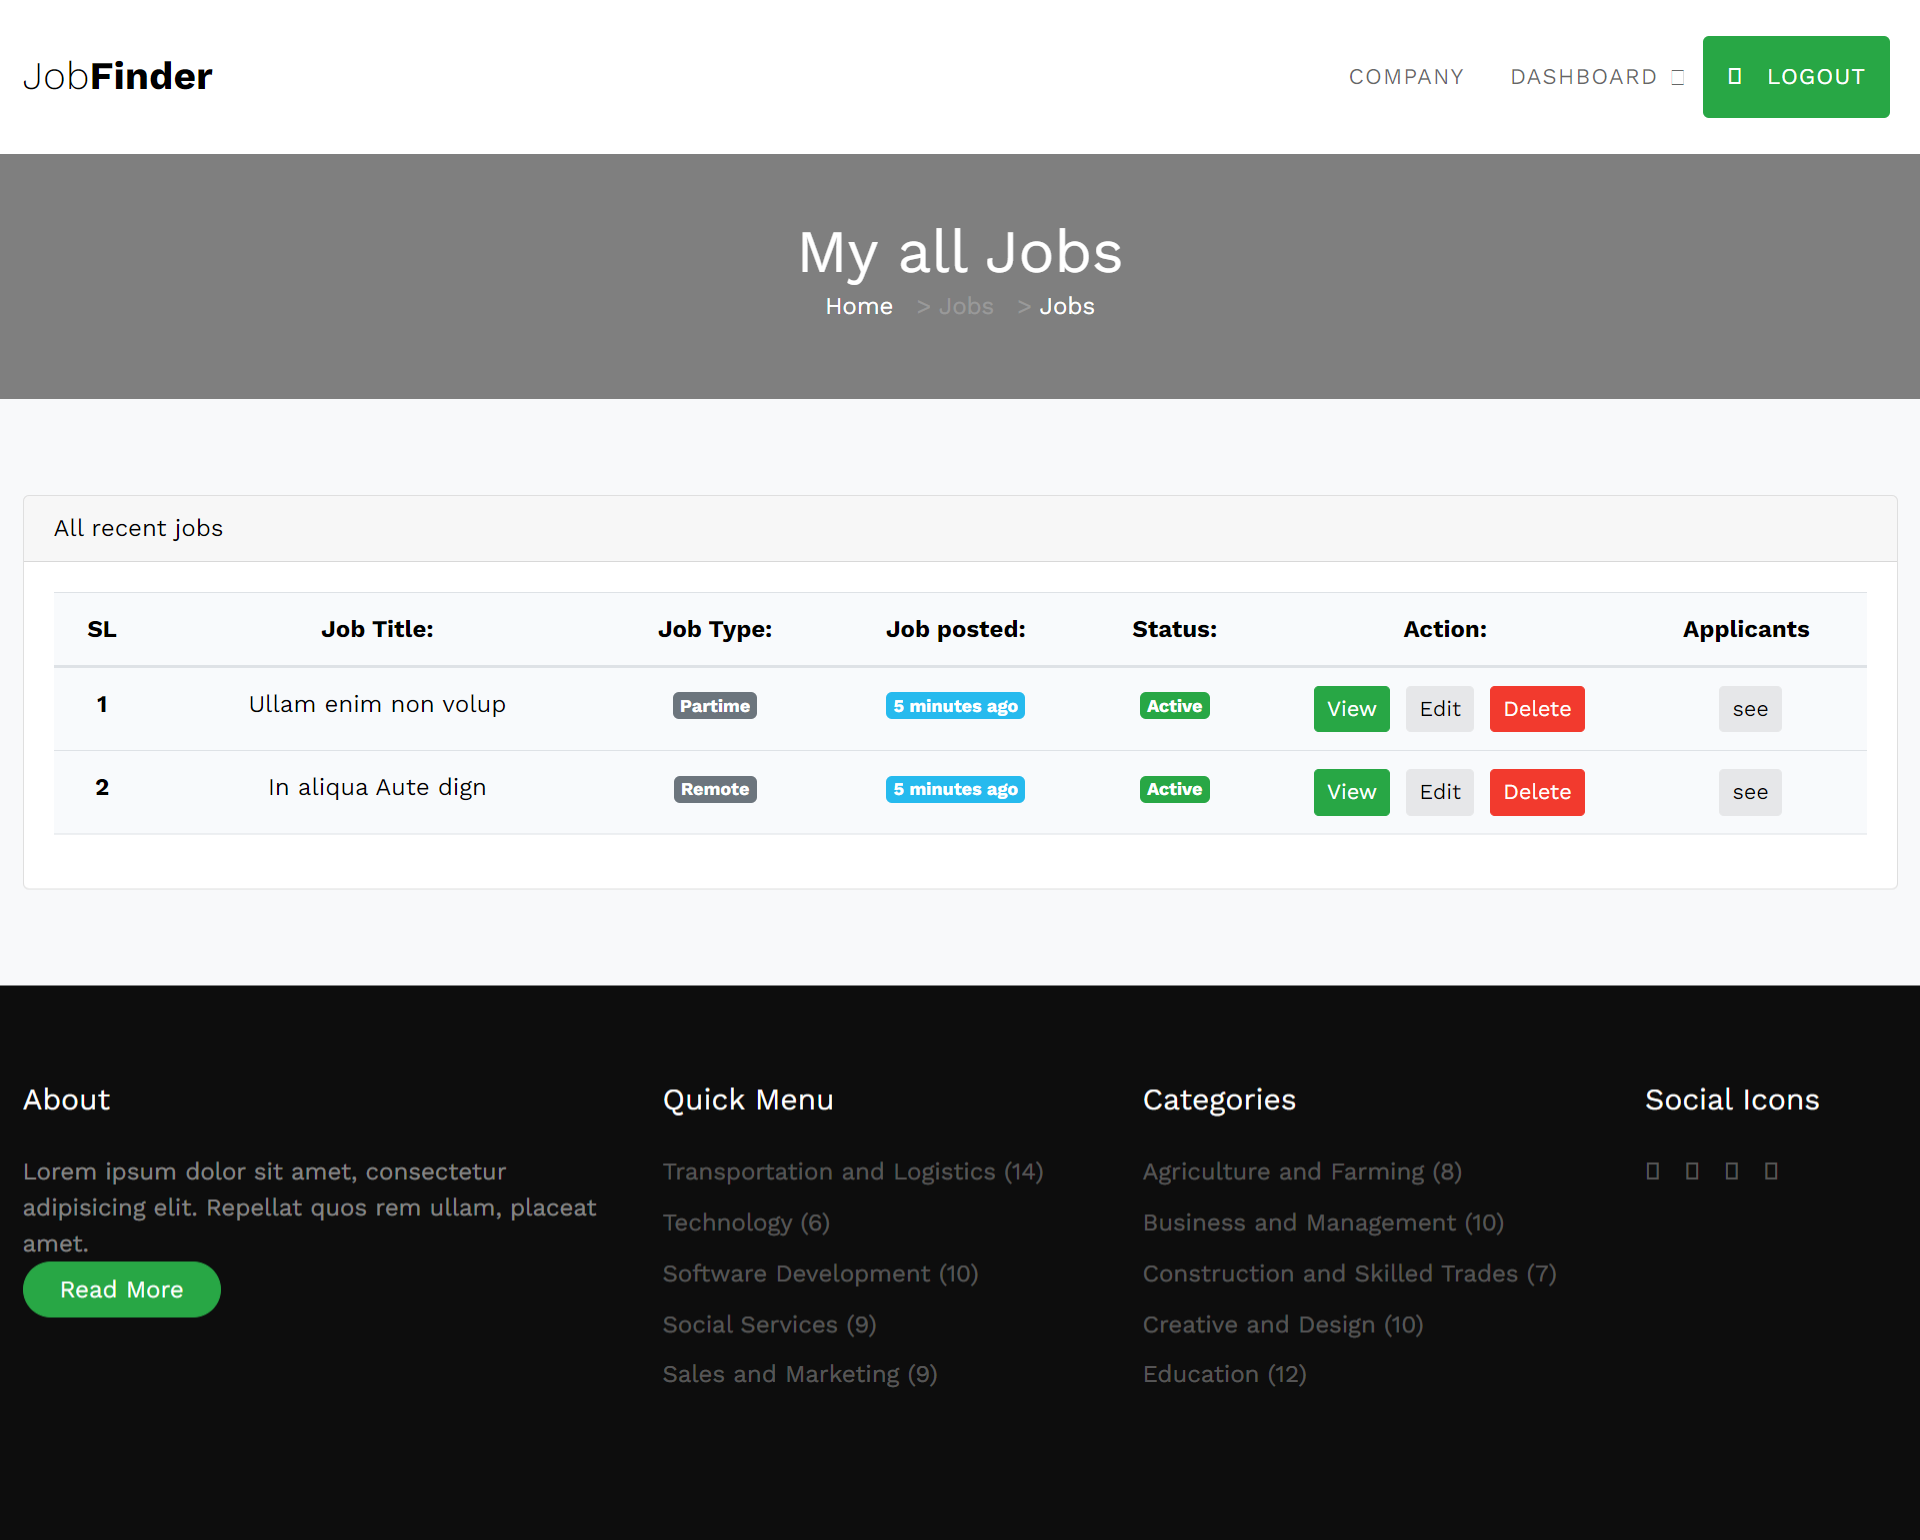 JobFinder
COMPANY DASHBOARD LOGOUT
My all Jobs
Home > Jobs > Jobs
All recent jobs
SL Job Title: Job Type: Job posted: Status: Action: Applicants
1 Ullam enim non volup Partime 5 minutes ago Active View Edit Delete see
2 In aliqua Aute dign Remote 5 minutes ago Active View Edit Delete see
About
Lorem ipsum dolor sit amet, consectetur
adipisicing elit. Repellat quos rem ullam, placeat
amet.
Read More
Quick Menu
Transportation and Logistics (14)
Technology (6)
Software Development (10)
Social Services (9)
Sales and Marketing (9)
Categories
Agriculture and Farming (8)
Business and Management (10)
Construction and Skilled Trades (7)
Creative and Design (10)
Education (12)
Social Icons